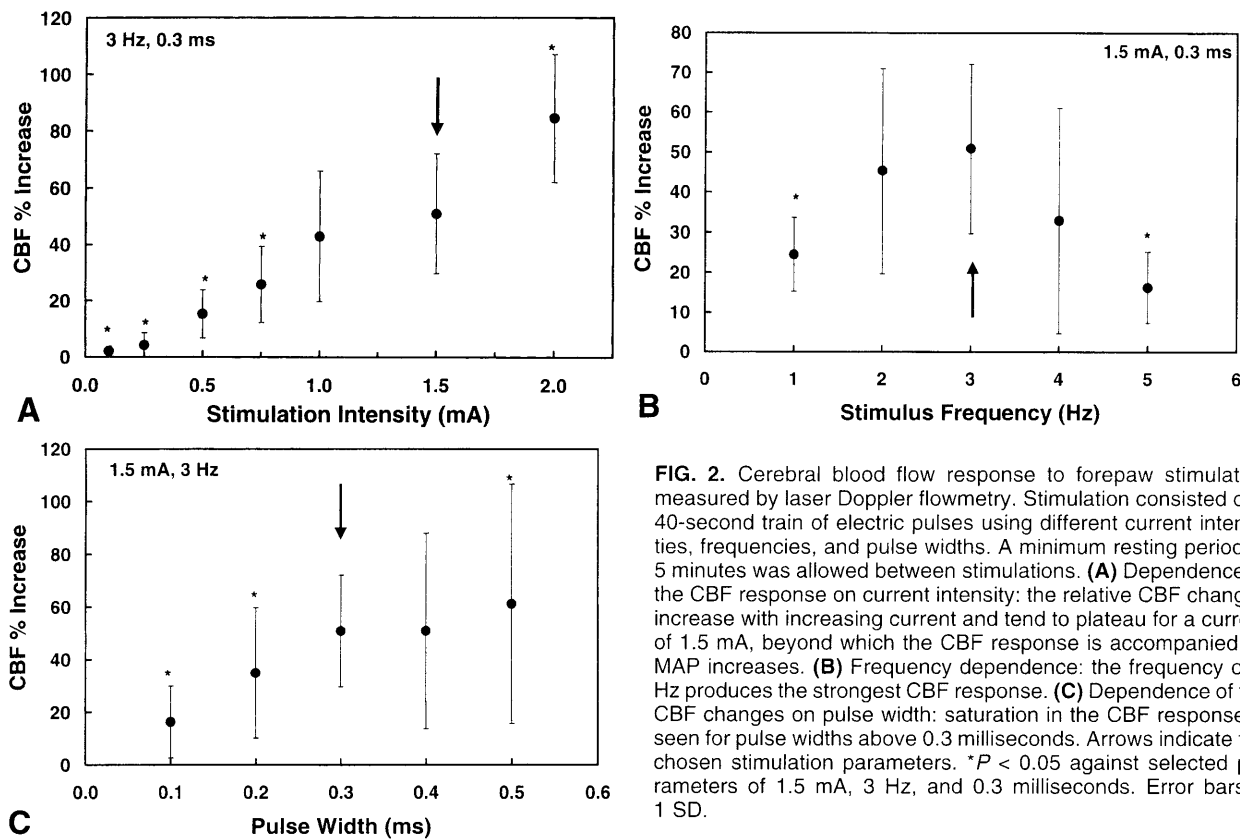 120
100
80
60
40
20
0
CBF % Increase
3 Hz, 0.3 ms
*
*
*
*
*
0.0
0.5
1.0
1.5
2.0
Stimulation Intensity (mA)
A
80
70
60
50
40
30
20
10
0
CBF % Increase
1.5 mA, 0.3 ms
*
*
0
1
2
3
4
5
6
Stimulus Frequency (Hz)
B
120
100
80
60
40
20
0
CBF % Increase
1.5 mA, 3 Hz
*
*
*
0.0
0.1
0.2
0.3
0.4
0.5
0.6
Pulse Width (ms)
C
FIG. 2. Cerebral blood flow response to forepaw stimulat
measured by laser Doppler flowmetry. Stimulation consisted o
40-second train of electric pulses using different current inten
ties, frequencies, and pulse widths. A minimum resting period
5 minutes was allowed between stimulations. (A) Dependence
the CBF response on current intensity: the relative CBF chang
increase with increasing current and tend to plateau for a curre
of 1.5 mA, beyond which the CBF response is accompanied
MAP increases. (B) Frequency dependence: the frequency o
Hz produces the strongest CBF response. (C) Dependence of t
CBF changes on pulse width: saturation in the CBF response
seen for pulse widths above 0.3 milliseconds. Arrows indicate t
chosen stimulation parameters. *P < 0.05 against selected p
rameters of 1.5 mA, 3 Hz, and 0.3 milliseconds. Error bars
1 SD.